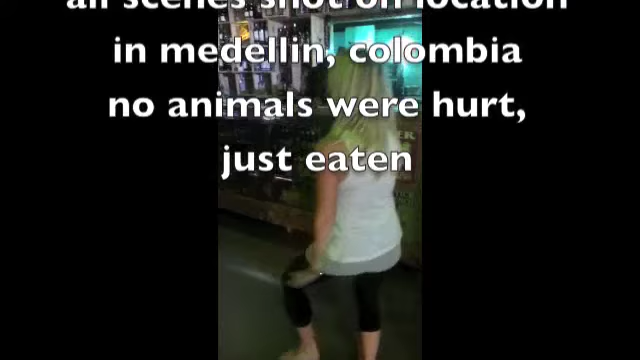 all scenes shot on location
in medellin, colombia
no animals were hurt,
just eaten